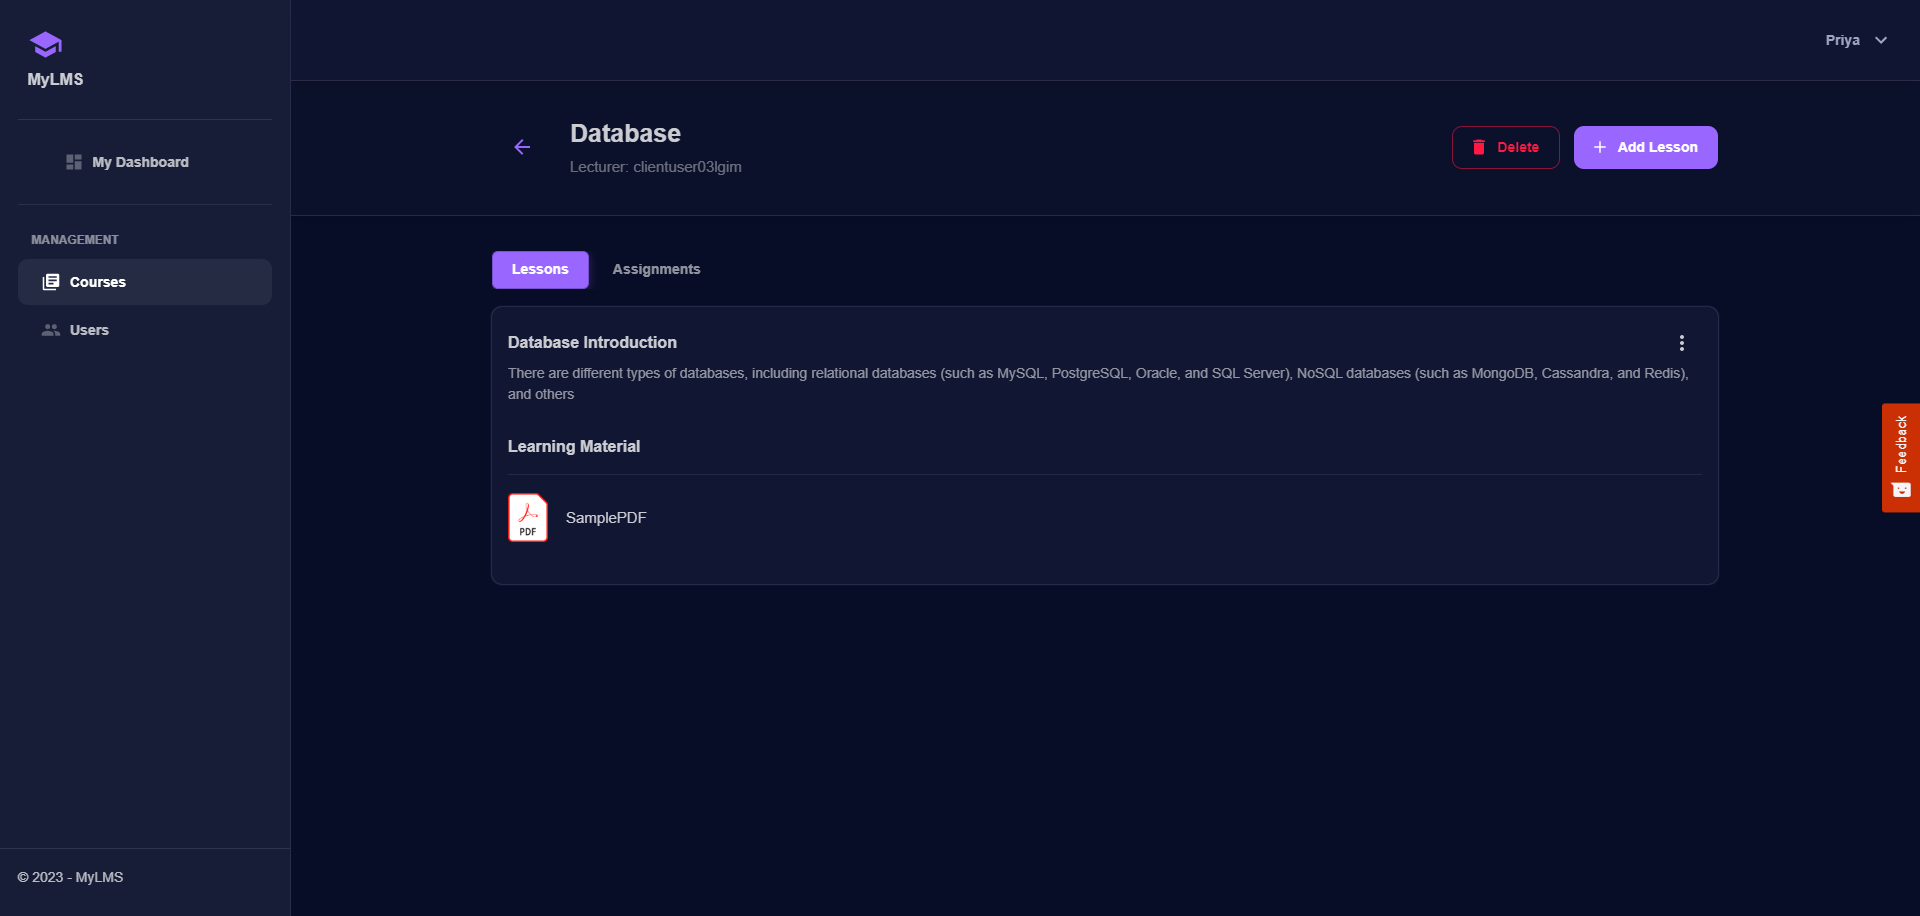 MyLMS
My Dashboard
MANAGEMENT
Courses
Users
© 2023 - MyLMS
Priya
Database
Lecturer: clientuser03lgim
Delete
Add Lesson
Lessons
Assignments
Database Introduction
There are different types of databases, including relational databases (such as MySQL, PostgreSQL, Oracle, and SQL Server), NoSQL databases (such as MongoDB, Cassandra, and Redis),
and others
Learning Material
PDF
SamplePDF
Feedback